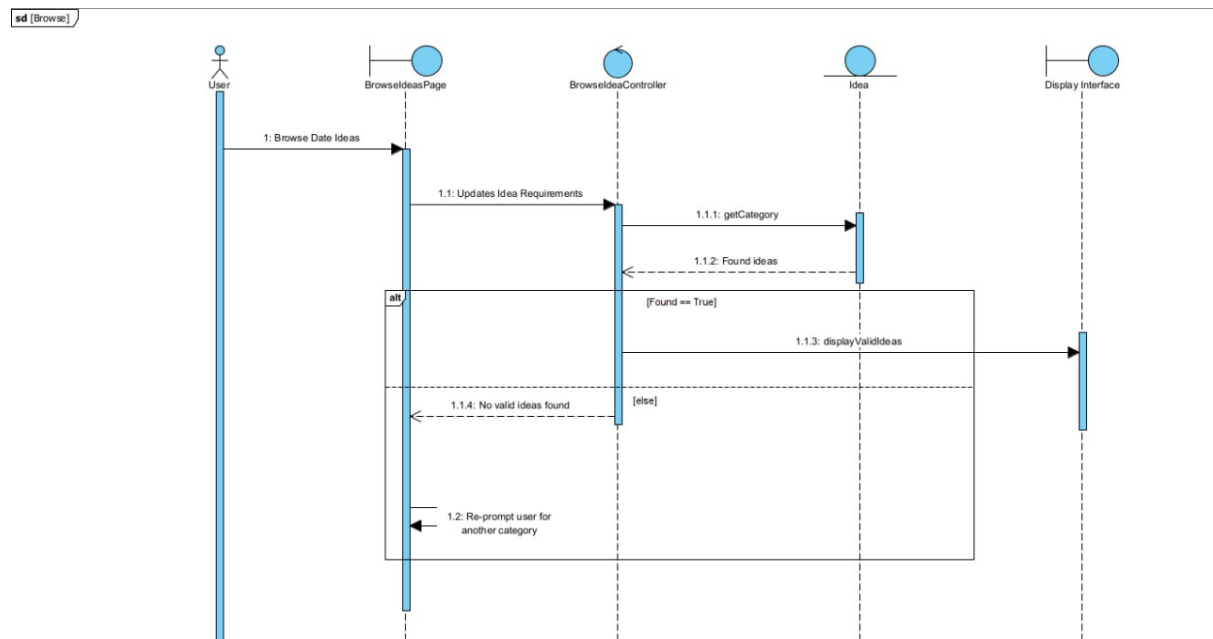 sd [Browse]
User
BrowseIdeasPage
BrowseIdeaController
Idea
Display Interface
1: Browse Date Ideas
1.1: Updates Idea Requirements
1.1.1: getCategory
1.1.2: Found ideas
alt
[Found == True]
1.1.3: displayValidIdeas
[else]
1.1.4: No valid ideas found
1.2: Re-prompt user for
another category